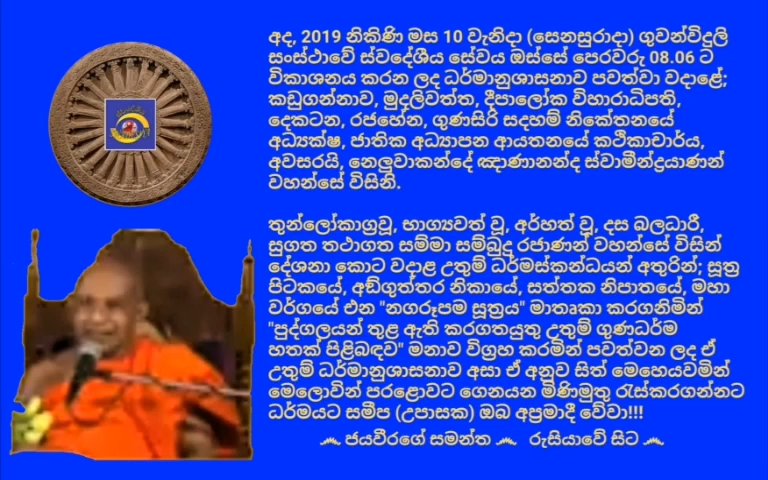 අද, 2019 නිකිණි මස 10 වැනිදා (සෙනසුරාදා) ගුවන්විදුලි
සංස්ථාවේ ස්වදේශීය සේවය ඔස්සේ පෙරවරු 08.06 ට
විකාශනය කරන ලද ධර්මානුශාසනාව පවත්වා වදාළේ;
කඩුගන්නාව, මුදලිවත්ත, දීපාලෝක විහාරාධිපති,
දෙකටන, රජහේන, ගුණසිරි සදහම් නිකේතනයේ
අධ්‍යක්ෂ, ජාතික අධ්‍යාපන ආයතනයේ කථිකාචාර්ය,
අවසරයි, නෙලුවාකන්දේ ඤාණානන්ද ස්වාමීන්ද්‍රයාණන්
වහන්සේ විසිනි.
තුන්ලෝකාග්‍රවූ, භාග්‍යවත් වූ, අර්හත් වූ, දස බලධාරී,
සුගත තථාගත සම්මා සම්බුදු රජාණන් වහන්සේ විසින්
දේශනා කොට වදාළ උතුම් ධර්මස්කන්ධයන් අතුරින්; සූත්‍ර
පිටකයේ, අඞ්ගුත්තර නිකායේ, සත්තක නිපාතයේ, මහා
වර්ගයේ එන "නගරූපම සූත්‍රය" මාතෘකා කරගනිමින්
"පුද්ගලයන් තුළ ඇති කරගතයුතු උතුම් ගුණධර්ම
හතක් පිළිබඳව" මනාව විග්‍රහ කරමින් පවත්වන ලද ඒ
උතුම් ධර්මානුශාසනාව අසා ඒ අනුව සිත් මෙහෙයවමින්
මෙලොවින් පරළොවට ගෙනයන මිණිමුතු රැස්කරගන්නට
ධර්මයට සමීප (උපාසක) ඔබ අප්‍රමාදී වේවා!!!
ජයවීරගේ සමන්ත රුසියාවේ සිට